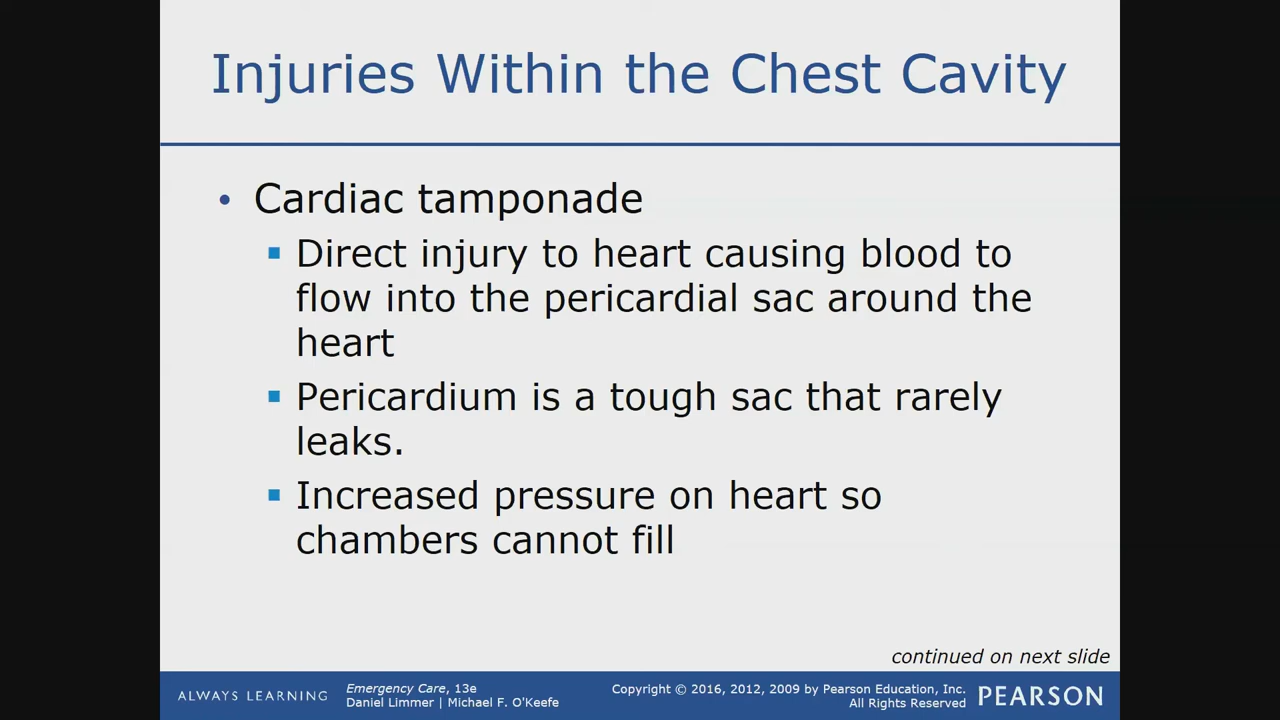 Injuries Within the Chest Cavity
• Cardiac tamponade
▪ Direct injury to heart causing blood to
flow into the pericardial sac around the
heart
▪ Pericardium is a tough sac that rarely
leaks.
▪ Increased pressure on heart so
chambers cannot fill
continued on next slide
ALWAYS LEARNING
Emergency Care, 13e
Daniel Limmer | Michael F. O'Keefe
Copyright © 2016, 2012, 2009 by Pearson Education, Inc.
All Rights Reserved
PEARSON